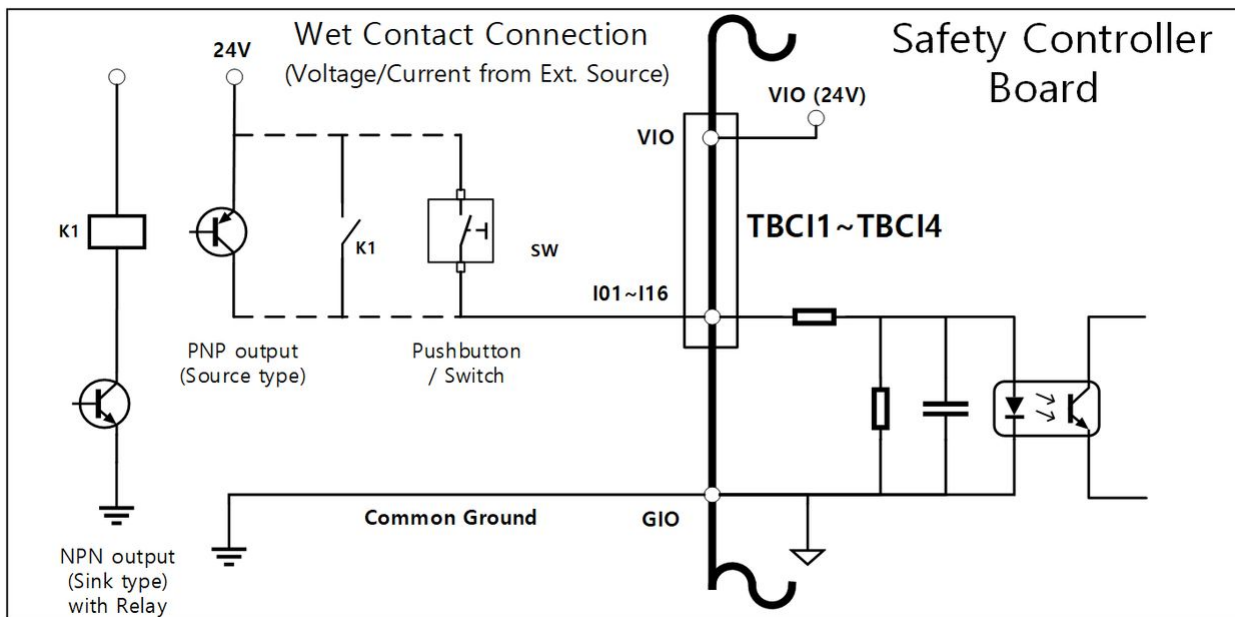 Wet Contact Connection
(Voltage/Current from Ext. Source)
Safety Controller
Board
24V
VIO (24V)
VIO
TBCI1~TBCI4
K1
K1
SW
I01~I16
PNP output
(Source type)
Pushbutton
/ Switch
Common Ground
GIO
NPN output
(Sink type)
with Relay